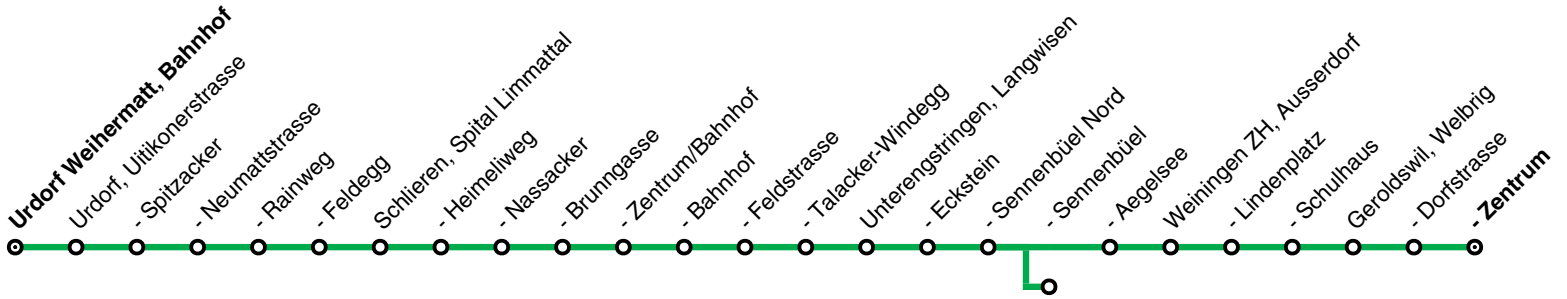 Urdorf Weihermatt, Bahnhof
Urdorf, Uitikonerstrasse
- Spitzacker
- Neumattstrasse
- Rainweg
- Feldegg
Schlieren, Spital Limmattal
- Heimeliweg
- Nassacker
- Brunngasse
- Zentrum/Bahnhof
- Bahnhof
- Feldstrasse
- Talacker-Windegg
Unterengstringen, Langwisen
- Eckstein
- Sennenbüel Nord
- Sennenbüel
- Aegelsee
Weiningen ZH, Ausserdorf
- Lindenplatz
- Schulhaus
Geroldswil, Welbrig
- Dorfstrasse
- Zentrum